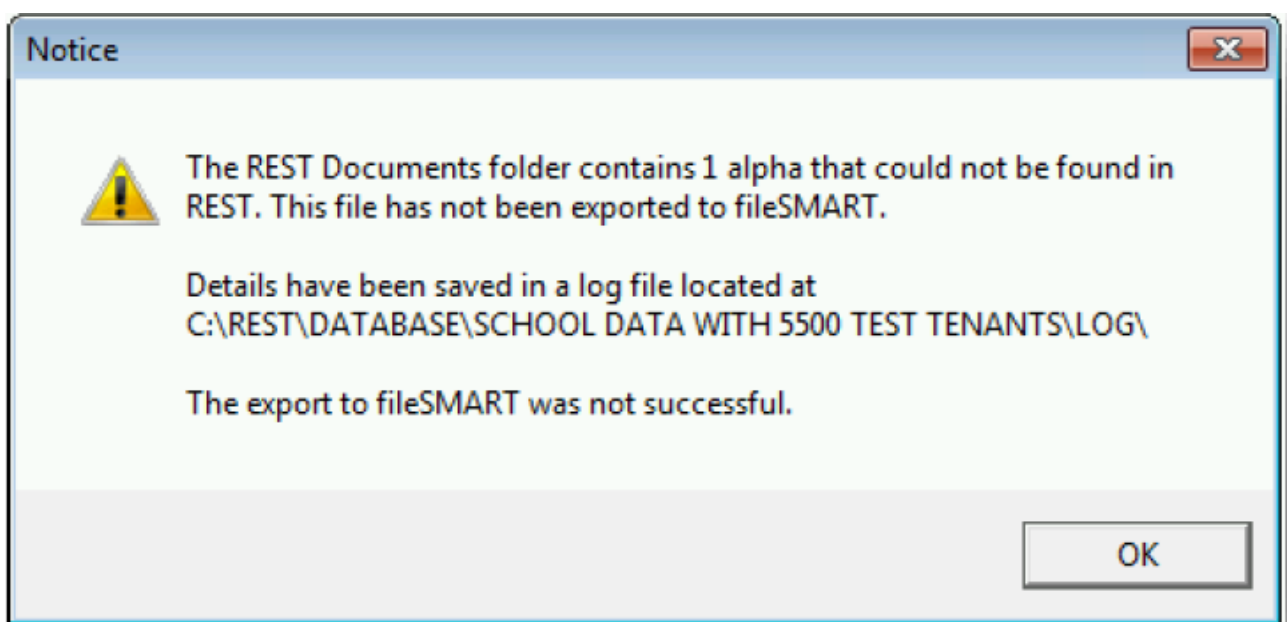 Notice
The REST Documents folder contains 1 alpha that could not be found in
REST. This file has not been exported to fileSMART.
Details have been saved in a log file located at
C:\REST\DATABASE\SCHOOL DATA WITH 5500 TEST TENANTS\LOG\
The export to fileSMART was not successful.
OK